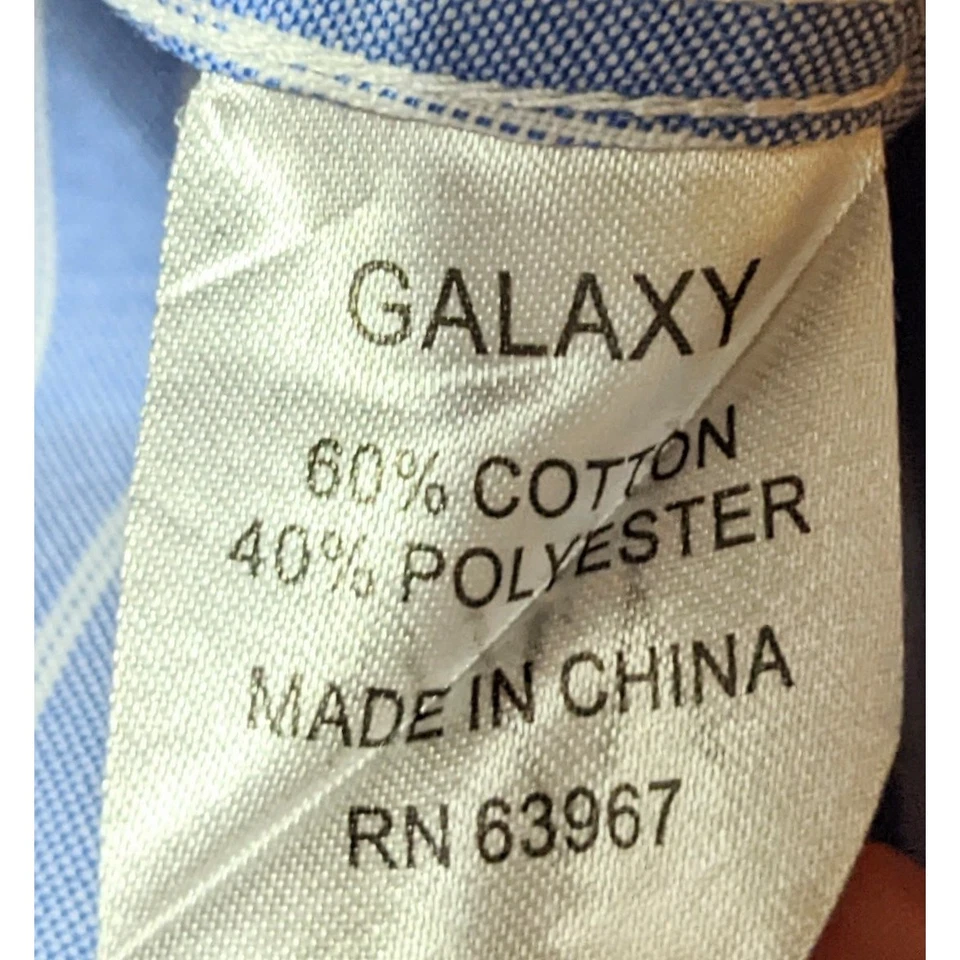 GALAXY
60% COTTON
40% POLYESTER
MADE IN CHINA
RN 63967